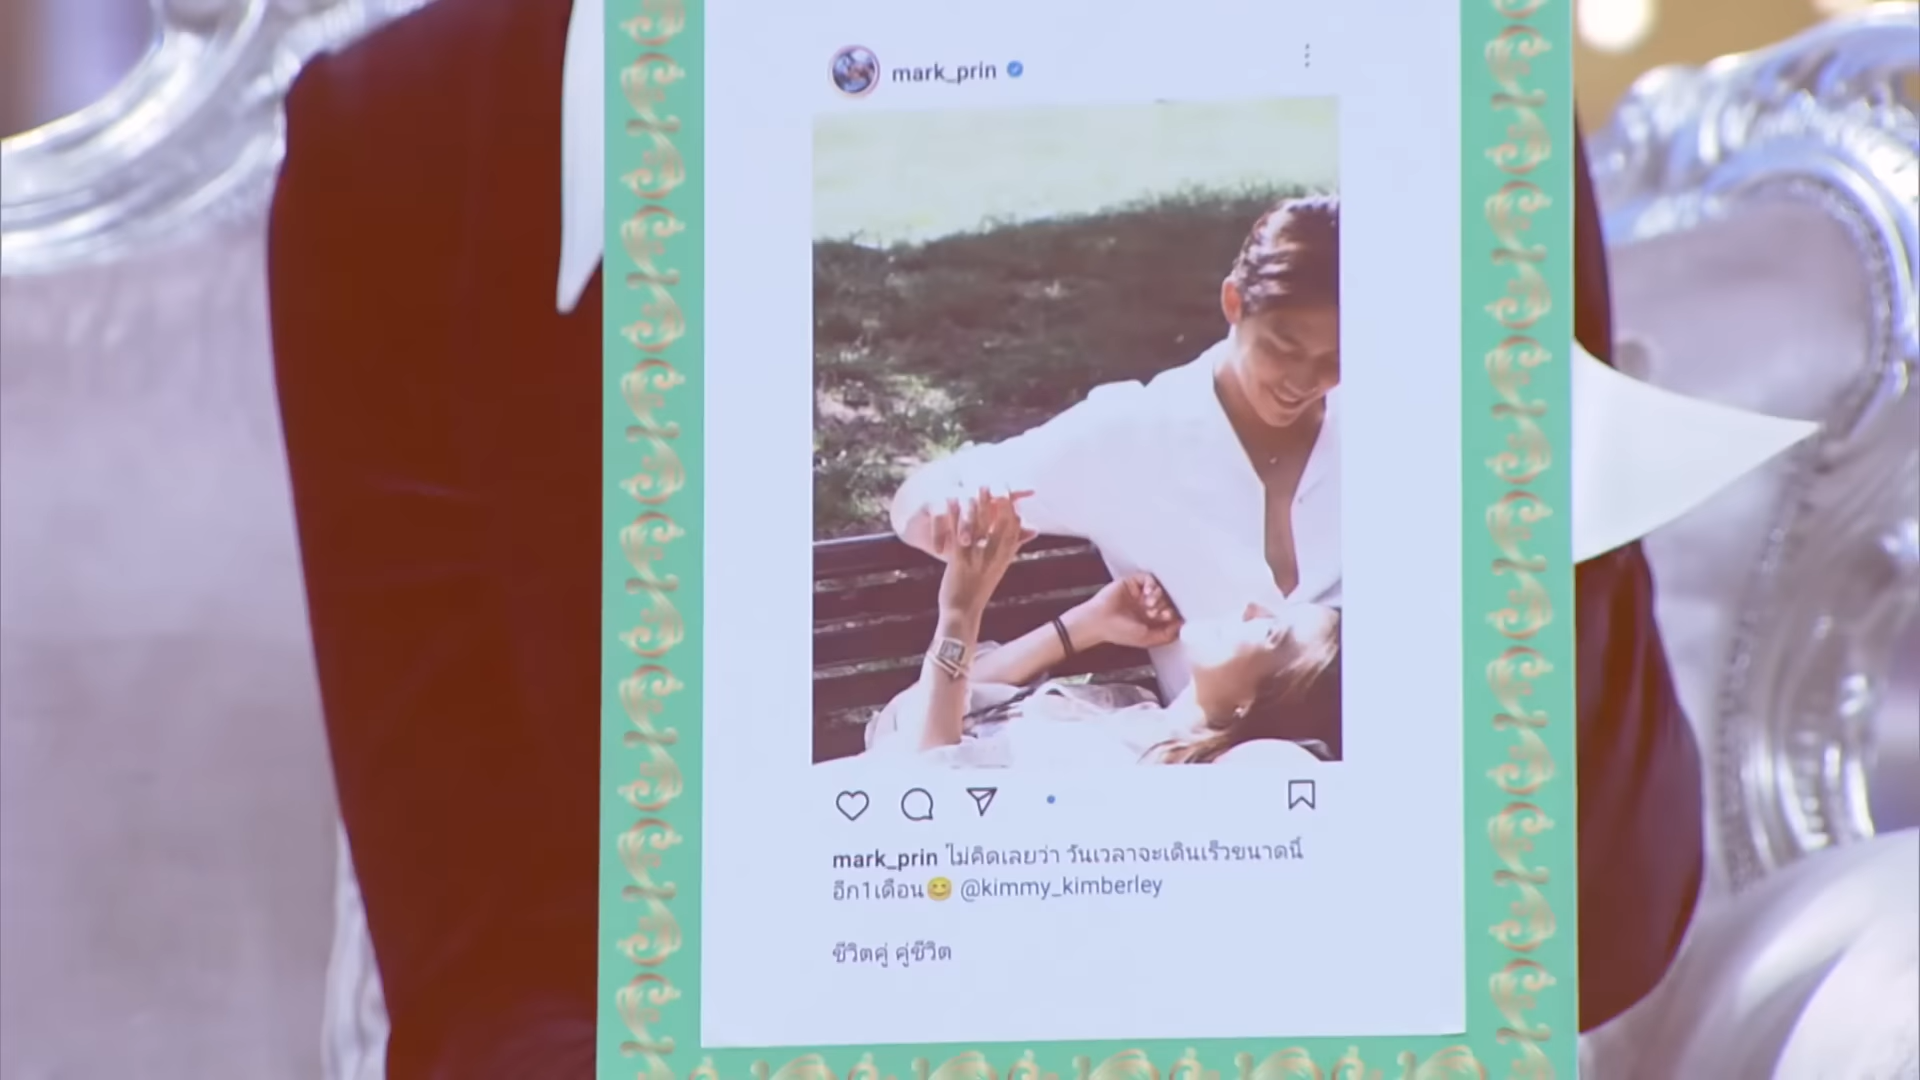 mark_prin
mark_prin ไม่คิดเลยว่า วันเวลาจะเดินเร็วขนาดนี้
อีก1เดือน😊 @kimmy_kimberley
ชีวิตคู่ คู่ชีวิต